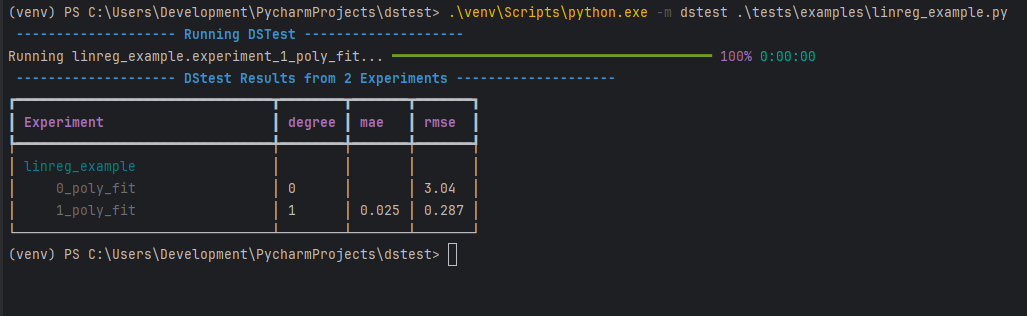 (venv) PS C:\Users\Development\PycharmProjects\dstest> .\venv\Scripts\python.exe -m dstest .\tests\examples\linreg_example.py
------------------- Running DSTest -------------------
Running linreg_example.experiment_1_poly_fit... 100% 0:00:00
------------------- DStest Results from 2 Experiments -------------------
Experiment degree mae rmse
linreg_example
0_poly_fit 0 3.04
1_poly_fit 1 0.025 0.287
(venv) PS C:\Users\Development\PycharmProjects\dstest>